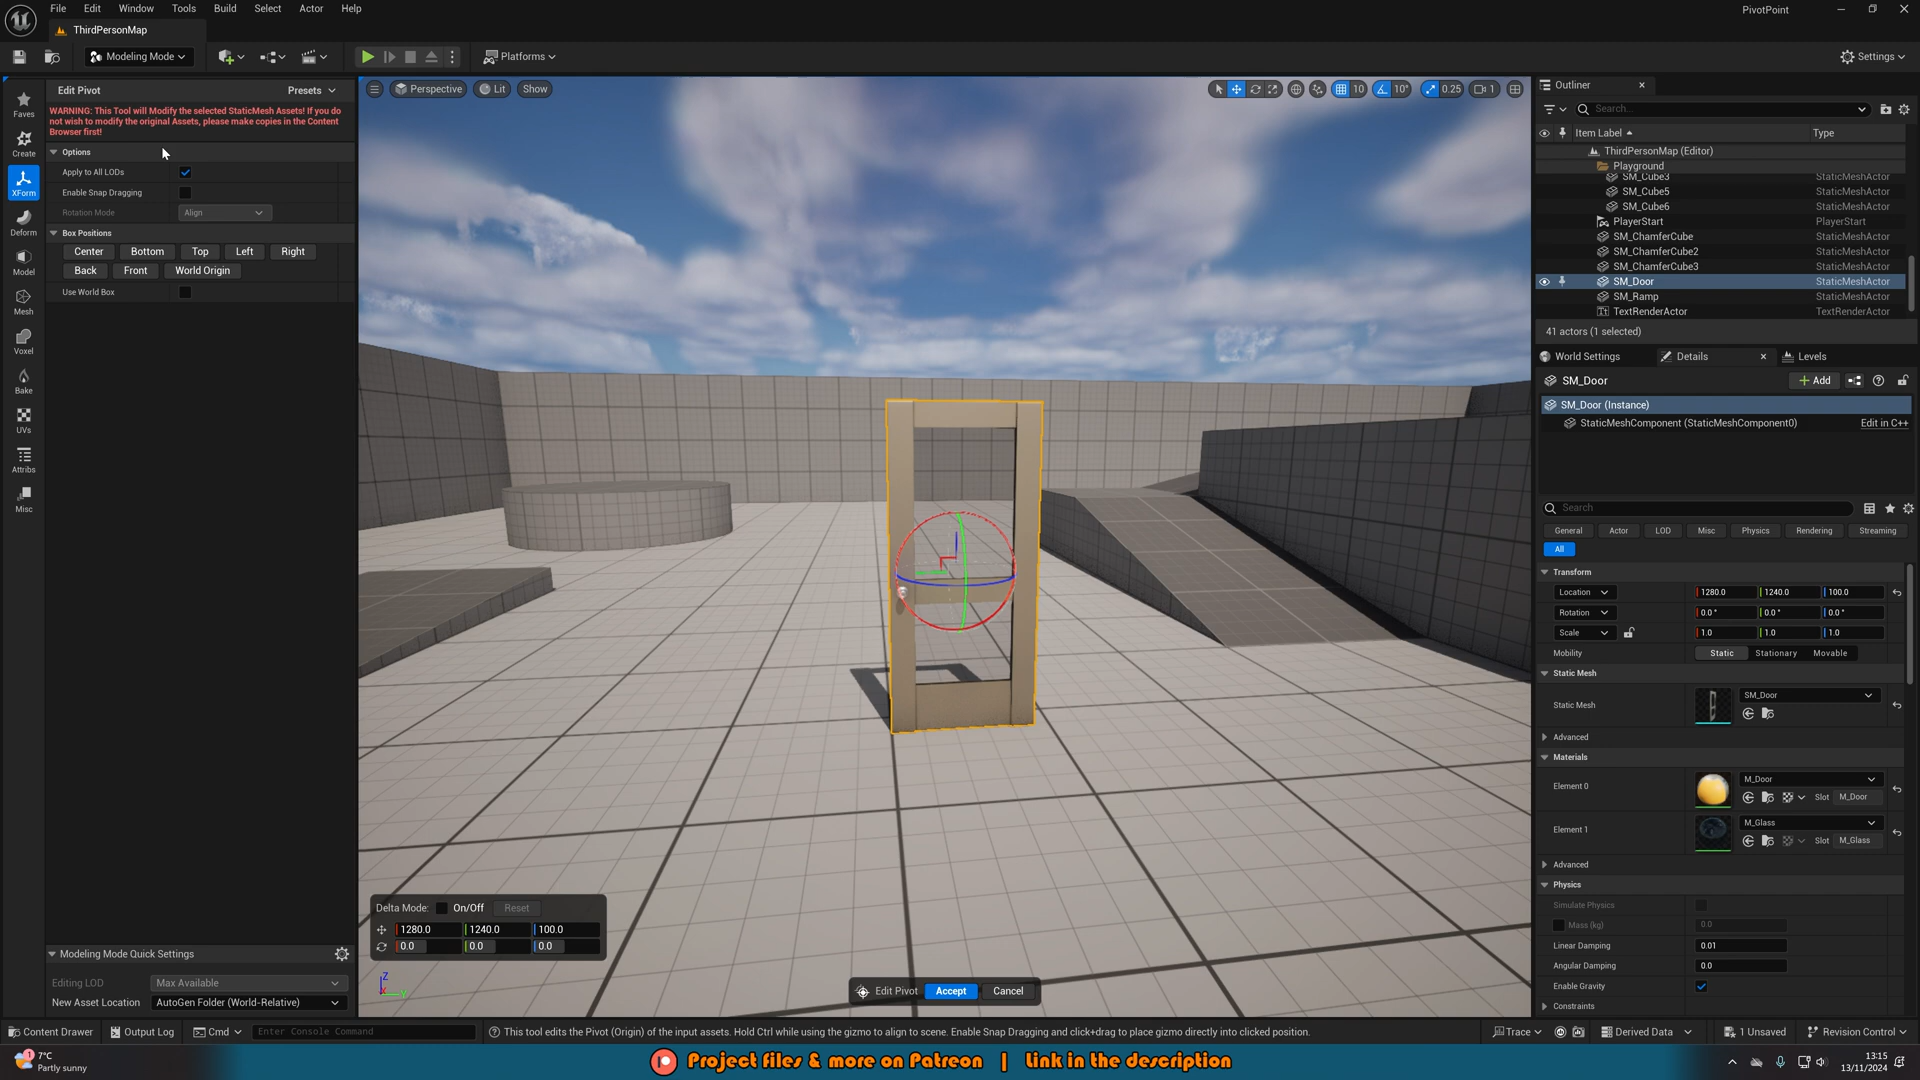 File Edit Window Tools Build Select Actor Help PivotPoint
ThirdPersonMap
Modeling Mode Platforms Settings
Edit Pivot Presets
WARNING: This Tool will Modify the selected StaticMesh Assets! If you do
not wish to modify the original Assets, please make copies in the Content
Browser first!
Options
Apply to All LODs
Enable Snap Dragging
Rotation Mode Align
Box Positions
Center Bottom Top Left Right
Back Front World Origin
Use World Box
Faves
Create
XForm
Deform
Model
Mesh
Voxel
Bake
UVs
Attribs
Misc
Perspective Lit Show 10 10° 0.25 1
Delta Mode: On/Off Reset
1280.0 1240.0 100.0
0.0 0.0 0.0
Z
Y
Edit Pivot Accept Cancel
Modeling Mode Quick Settings
Editing LOD Max Available
New Asset Location AutoGen Folder (World-Relative)
Outliner
Search...
Item Label Type
ThirdPersonMap (Editor)
Playground
SM_Cube3 StaticMeshActor
SM_Cube5 StaticMeshActor
SM_Cube6 StaticMeshActor
PlayerStart PlayerStart
SM_ChamferCube StaticMeshActor
SM_ChamferCube2 StaticMeshActor
SM_ChamferCube3 StaticMeshActor
SM_Door StaticMeshActor
SM_Ramp StaticMeshActor
TextRenderActor TextRenderActor
41 actors (1 selected)
World Settings Details Levels
SM_Door Add
SM_Door (Instance)
StaticMeshComponent (StaticMeshComponent0) Edit in C++
Search
General Actor LOD Misc Physics Rendering Streaming
All
Transform
Location 1280.0 1240.0 100.0
Rotation 0.0 ° 0.0 ° 0.0 °
Scale 1.0 1.0 1.0
Mobility Static Stationary Movable
Static Mesh
Static Mesh SM_Door
Advanced
Materials
Element 0 M_Door
Slot M_Door
Element 1 M_Glass
Slot M_Glass
Advanced
Physics
Simulate Physics
Mass (kg) 0.0
Linear Damping 0.01
Angular Damping 0.0
Enable Gravity
Constraints
Content Drawer Output Log Cmd Enter Console Command This tool edits the Pivot (Origin) of the input assets. Hold Ctrl while using the gizmo to align to scene. Enable Snap Dragging and click+drag to place gizmo directly into clicked position. Trace Derived Data 1 Unsaved Revision Control
1 7°C
Partly sunny
Project files & more on Patreon | Link in the description
13:15
13/11/2024